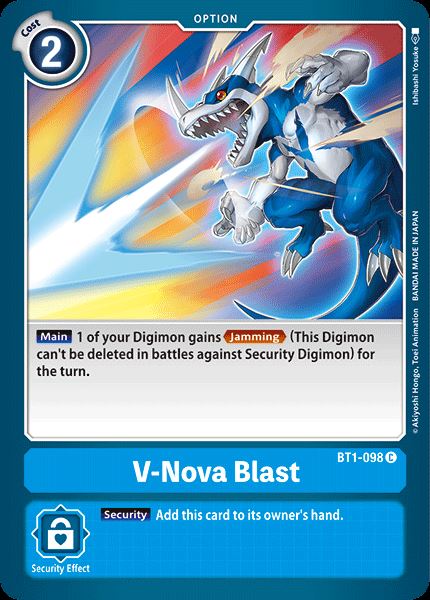 Cost
2
OPTION
Ishibashi Yosuke
Main 1 of your Digimon gains Jamming (This Digimon
can't be deleted in battles against Security Digimon) for
the turn.
© Akiyoshi Hongo, Toei Animation BANDAI MADE IN JAPAN
BT1-098 C
V-Nova Blast
Security Add this card to its owner's hand.
Security Effect